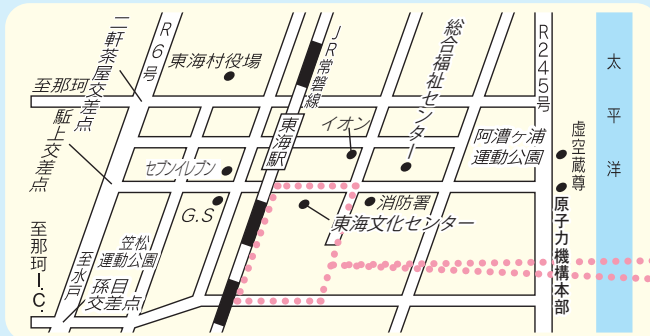 二軒茶屋交差点
R6号
東海村役場
JR常磐線
総合福祉センター
R245号
太平洋
至那珂
駈上交差点
東海駅
イオン
阿漕ヶ浦
運動公園
虚空蔵尊
セブンイレブン
G.S
消防署
東海文化センター
原子力機構本部
至那珂I.C
至水戸
笠松
運動公園
孫目
交差点